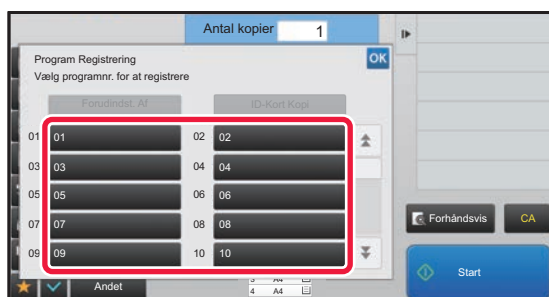 Antal kopier 1
Program Registrering
OK
Vælg programnr. for at registrere
Forudindst. Af
ID-Kort Kopi
01 01 02 02
03 03 04 04
05 05 06 06
07 07 08 08
09 09 10 10
Forhåndsvis
CA
Andet
3 A4
4 A4
Start